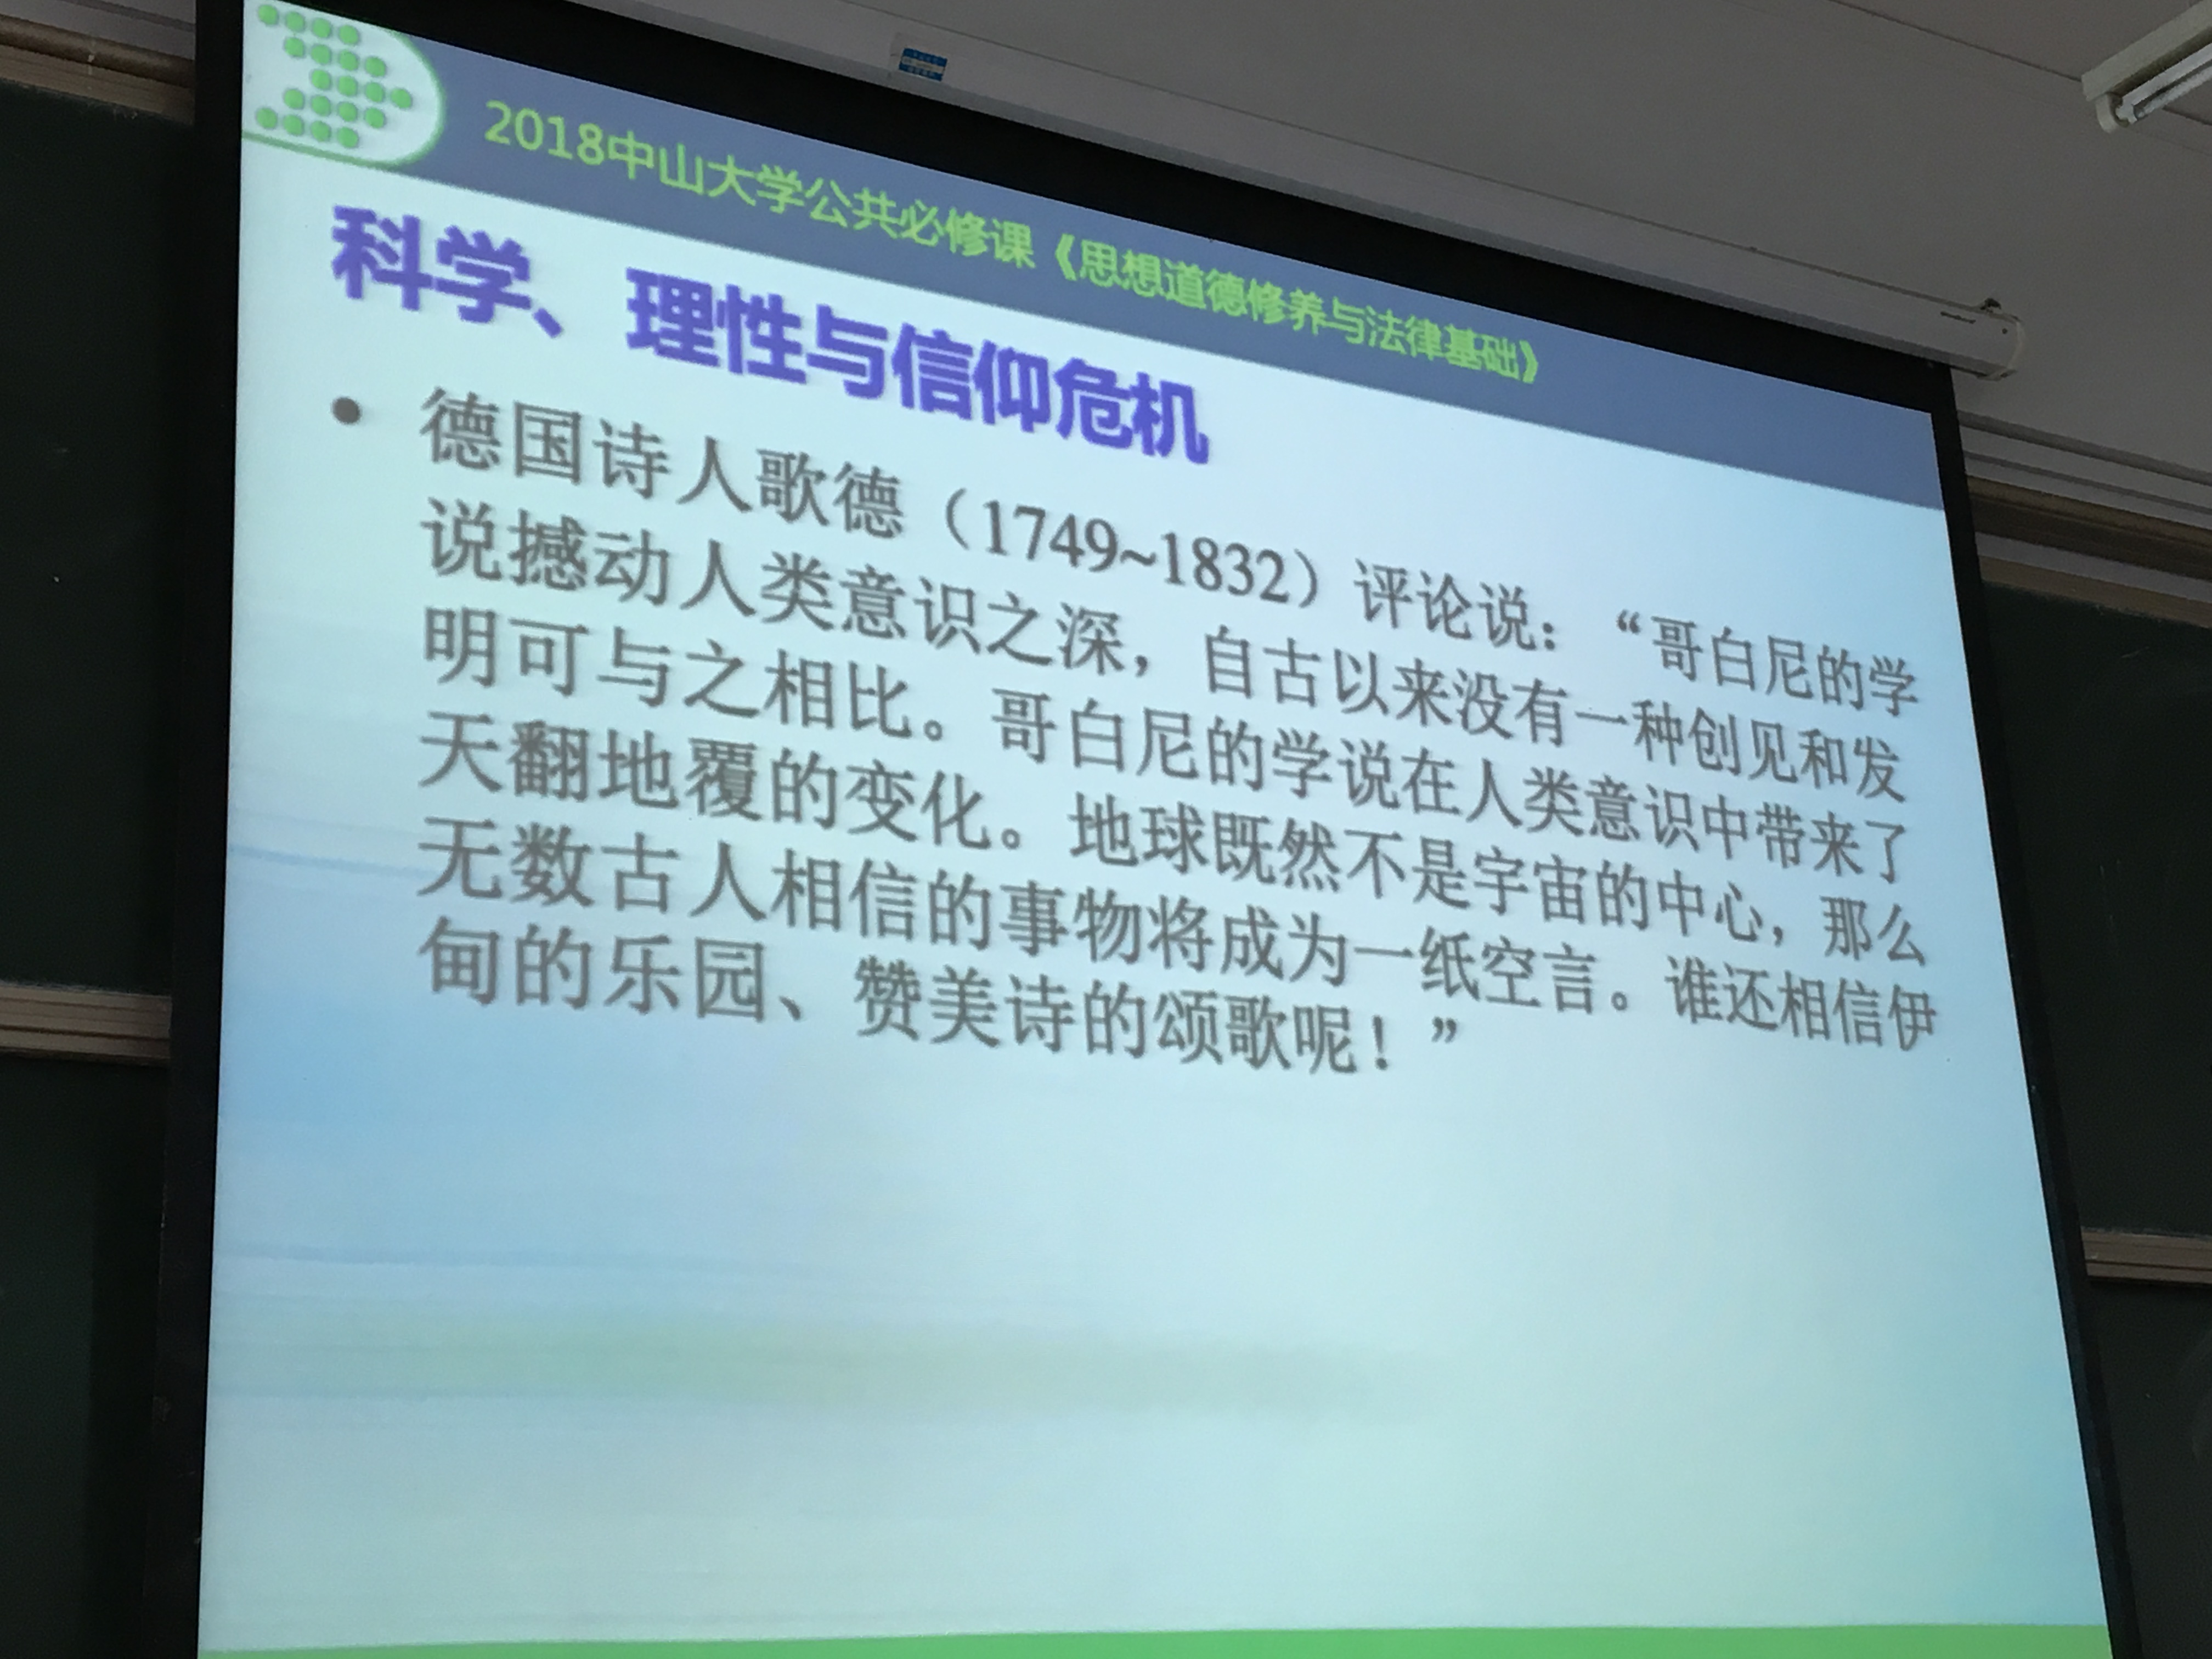 2018中山大学公共必修课《思想道德修养与法律基础》
科学、理性与信仰危机
• 德国诗人歌德（1749~1832）评论说：“哥白尼的学
说撼动人类意识之深，自古以来没有一种创见和发
明可与之相比。哥白尼的学说在人类意识中带来了
天翻地覆的变化。地球既然不是宇宙的中心，那么
无数古人相信的事物将成为一纸空言。谁还相信伊
甸的乐园、赞美诗的颂歌呢！”